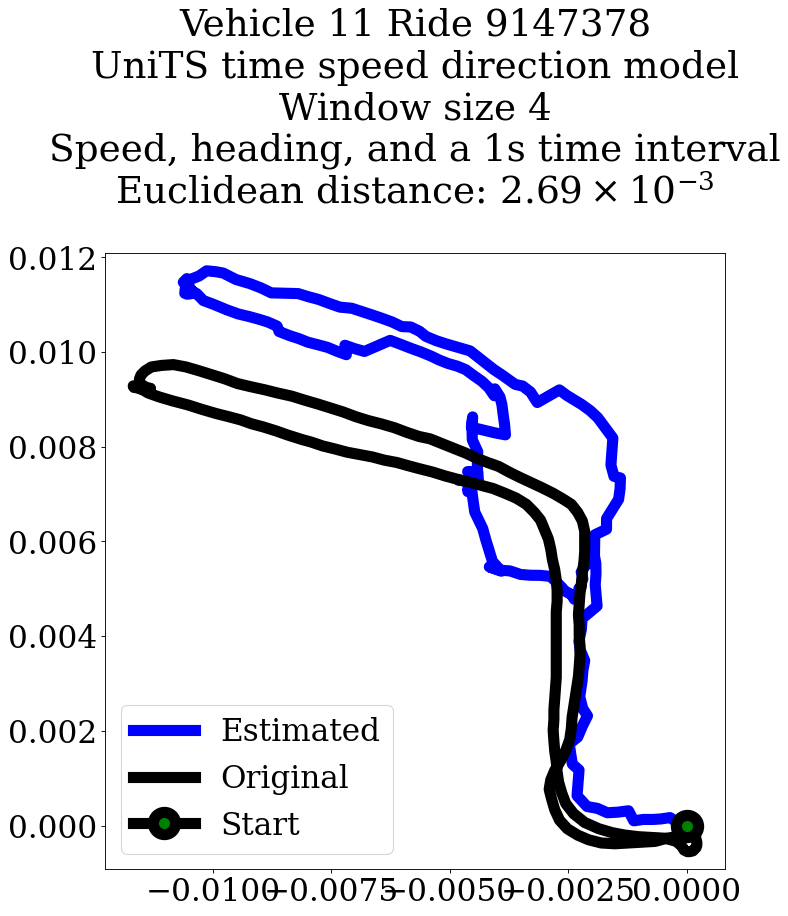 Vehicle 11 Ride 9147378
UniTS time speed direction model
Window size 4
Speed, heading, and a 1s time interval
Euclidean distance: 2.69 × 10⁻³
0.012
0.010
0.008
0.006
0.004
0.002
0.000
Estimated
Original
Start
−0.0100 −0.0075 −0.0050 −0.0025 0.0000